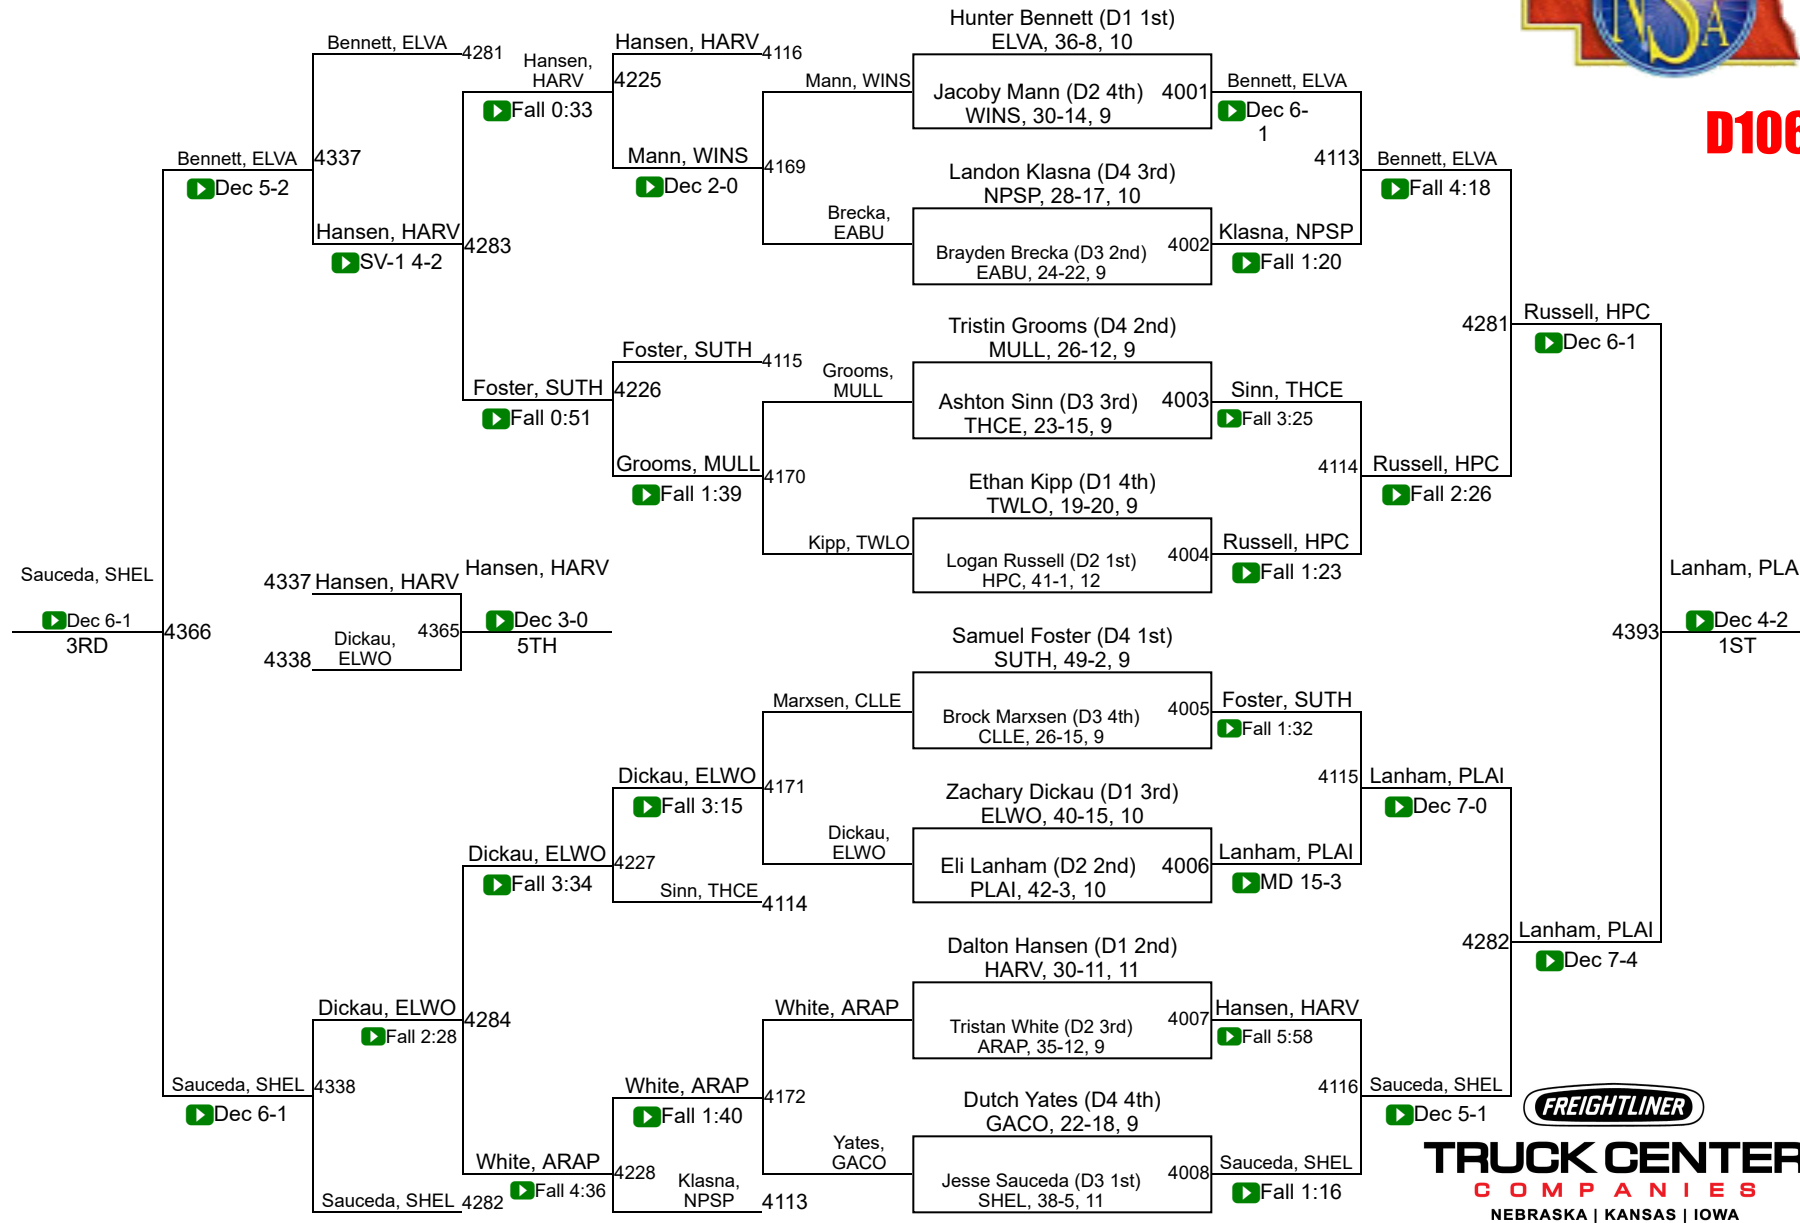 NSA
D106
Hunter Bennett (D1 1st)
ELVA, 36-8, 10
Jacoby Mann (D2 4th)
WINS, 30-14, 9
4001
Landon Klasna (D4 3rd)
NPSP, 28-17, 10
Brayden Brecka (D3 2nd)
EABU, 24-22, 9
4002
Tristin Grooms (D4 2nd)
MULL, 26-12, 9
Ashton Sinn (D3 3rd)
THCE, 23-15, 9
4003
Ethan Kipp (D1 4th)
TWLO, 19-20, 9
Logan Russell (D2 1st)
HPC, 41-1, 12
4004
Samuel Foster (D4 1st)
SUTH, 49-2, 9
Brock Marxsen (D3 4th)
CLLE, 26-15, 9
4005
Zachary Dickau (D1 3rd)
ELWO, 40-15, 10
Eli Lanham (D2 2nd)
PLAI, 42-3, 10
4006
Dalton Hansen (D1 2nd)
HARV, 30-11, 11
Tristan White (D2 3rd)
ARAP, 35-12, 9
4007
Dutch Yates (D4 4th)
GACO, 22-18, 9
Jesse Sauceda (D3 1st)
SHEL, 38-5, 11
4008
Bennett, ELVA
Dec 6-
1
4113
Klasna, NPSP
Fall 1:20
Sinn, THCE
Fall 3:25
4114
Russell, HPC
Fall 1:23
Foster, SUTH
Fall 1:32
4115
Lanham, PLAI
MD 15-3
Hansen, HARV
Fall 5:58
4116
Sauceda, SHEL
Fall 1:16
Bennett, ELVA
Fall 4:18
4281
Russell, HPC
Fall 2:26
Lanham, PLAI
Dec 7-0
4282
Sauceda, SHEL
Dec 5-1
Russell, HPC
Dec 6-1
4393
Lanham, PLAI
Dec 7-4
Lanham, PLA
Dec 4-2
1ST
Mann, WINS
4169
Brecka,
EABU
Grooms,
MULL
4170
Kipp, TWLO
Marxsen, CLLE
4171
Dickau,
ELWO
White, ARAP
4172
Yates,
GACO
Hansen, HARV
4116
4225
Mann, WINS
Dec 2-0
Foster, SUTH
4115
4226
Grooms, MULL
Fall 1:39
Dickau, ELWO
Fall 3:15
4227
Sinn, THCE
4114
White, ARAP
Fall 1:40
4228
Klasna,
NPSP
4113
Hansen,
HARV
Fall 0:33
4283
Foster, SUTH
Fall 0:51
Dickau, ELWO
Fall 3:34
4284
White, ARAP
Fall 4:36
Bennett, ELVA
4281
4337
Hansen, HARV
SV-1 4-2
Dickau, ELWO
Fall 2:28
4338
Sauceda, SHEL
4282
Bennett, ELVA
Dec 5-2
4366
Sauceda, SHEL
Dec 6-1
Sauceda, SHEL
Dec 6-1
3RD
4337
Hansen, HARV
4365
4338
Dickau,
ELWO
Hansen, HARV
Dec 3-0
5TH
FREIGHTLINER
TRUCK CENTER
COMPANIES
NEBRASKA | KANSAS | IOWA